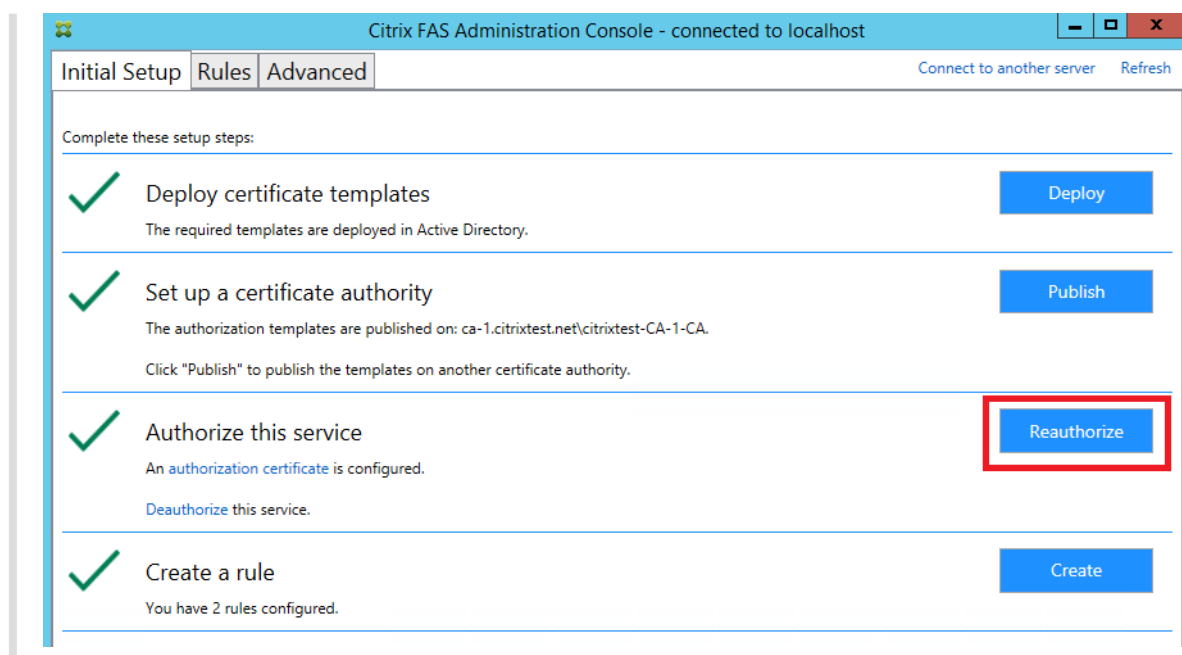 Citrix FAS Administration Console - connected to localhost
Initial Setup Rules Advanced Connect to another server Refresh
Complete these setup steps:
Deploy certificate templates Deploy
The required templates are deployed in Active Directory.
Set up a certificate authority Publish
The authorization templates are published on: ca-1.citrixtest.net\citrixtest-CA-1-CA.
Click "Publish" to publish the templates on another certificate authority.
Authorize this service Reauthorize
An authorization certificate is configured.
Deauthorize this service.
Create a rule Create
You have 2 rules configured.